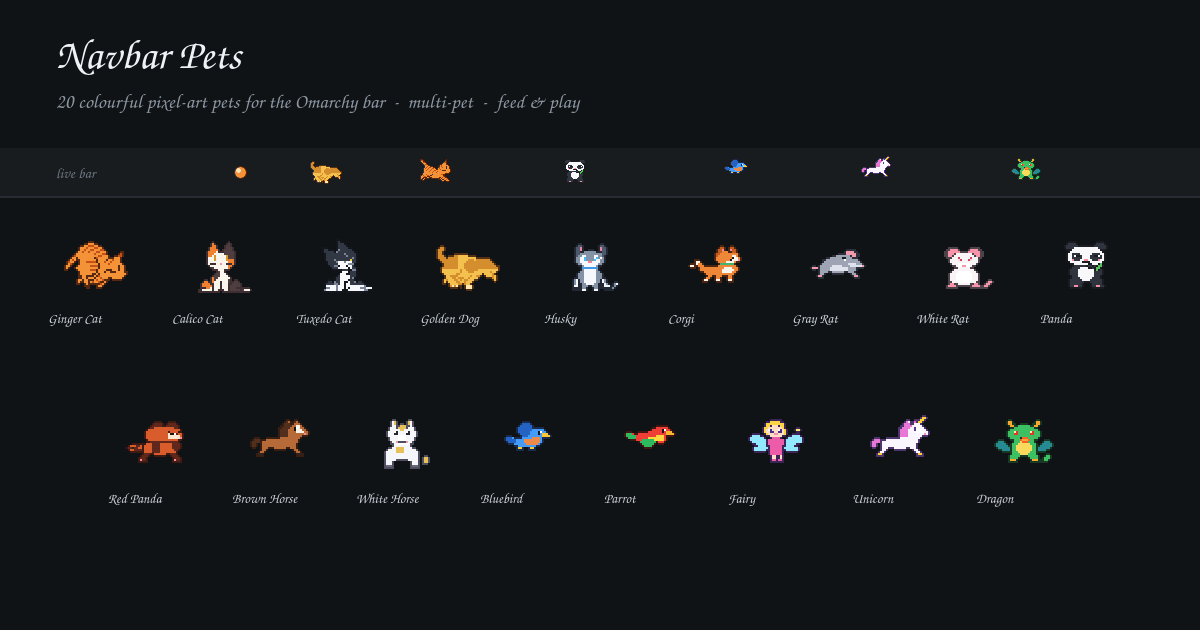 Navbar Pets
20 colourful pixel-art pets for the Omarchy bar - multi-pet - feed & play
live bar
Ginger Cat Calico Cat Tuxedo Cat Golden Dog Husky Corgi Gray Rat White Rat Panda
Red Panda Brown Horse White Horse Bluebird Parrot Fairy Unicorn Dragon